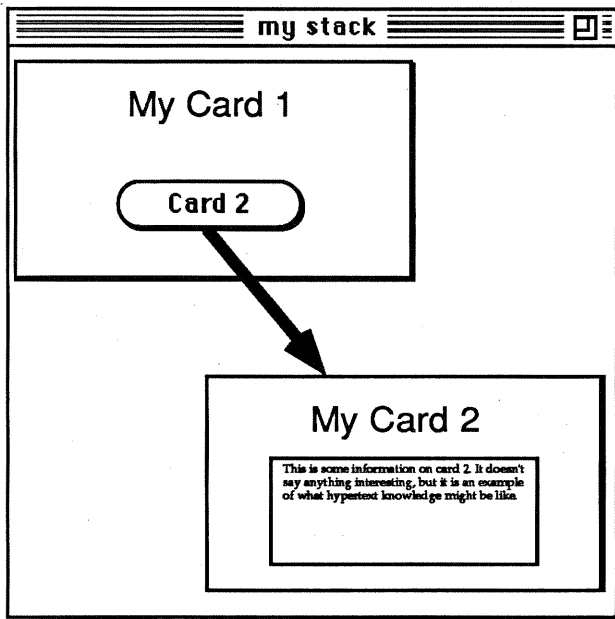 my stack
My Card 1
Card 2
My Card 2
This is some information on card 2. It doesn't
say anything interesting, but it is an example
of what hypertext knowledge might be like.